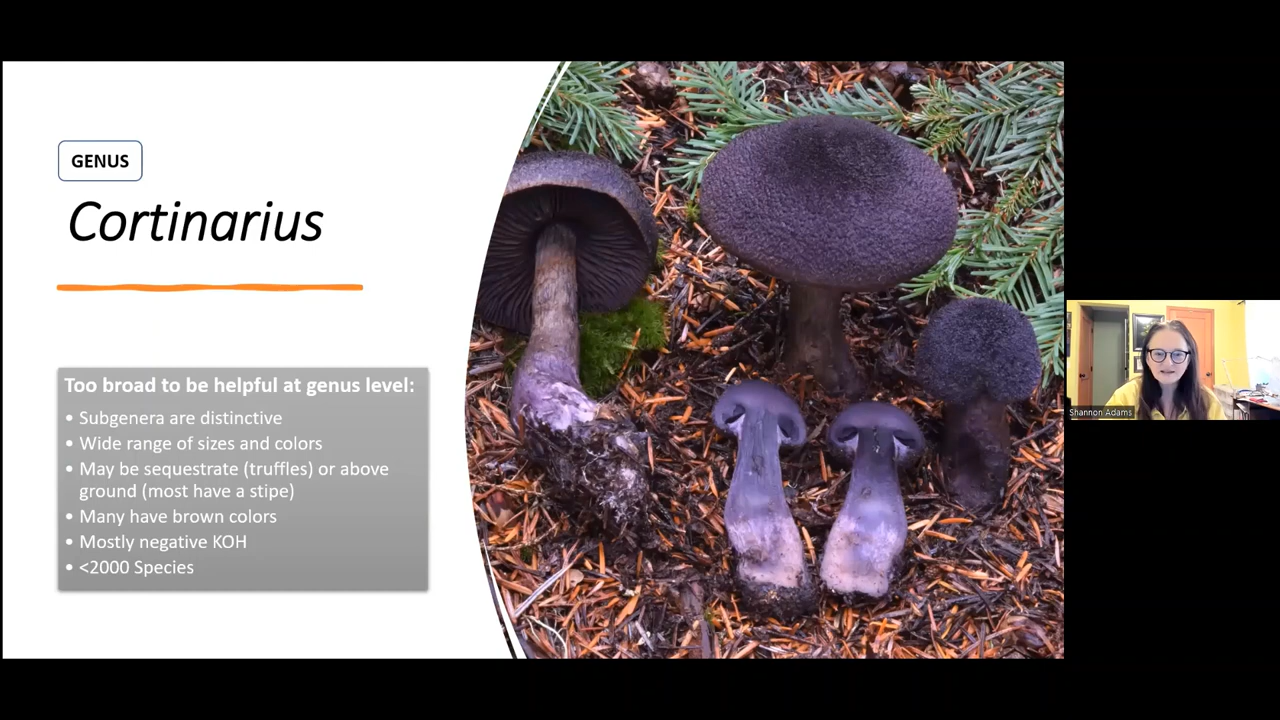 GENUS
Cortinarius
Too broad to be helpful at genus level:
• Subgenera are distinctive
• Wide range of sizes and colors
• May be sequestrate (truffles) or above
ground (most have a stipe)
• Many have brown colors
• Mostly negative KOH
• <2000 Species
Shannon Adams